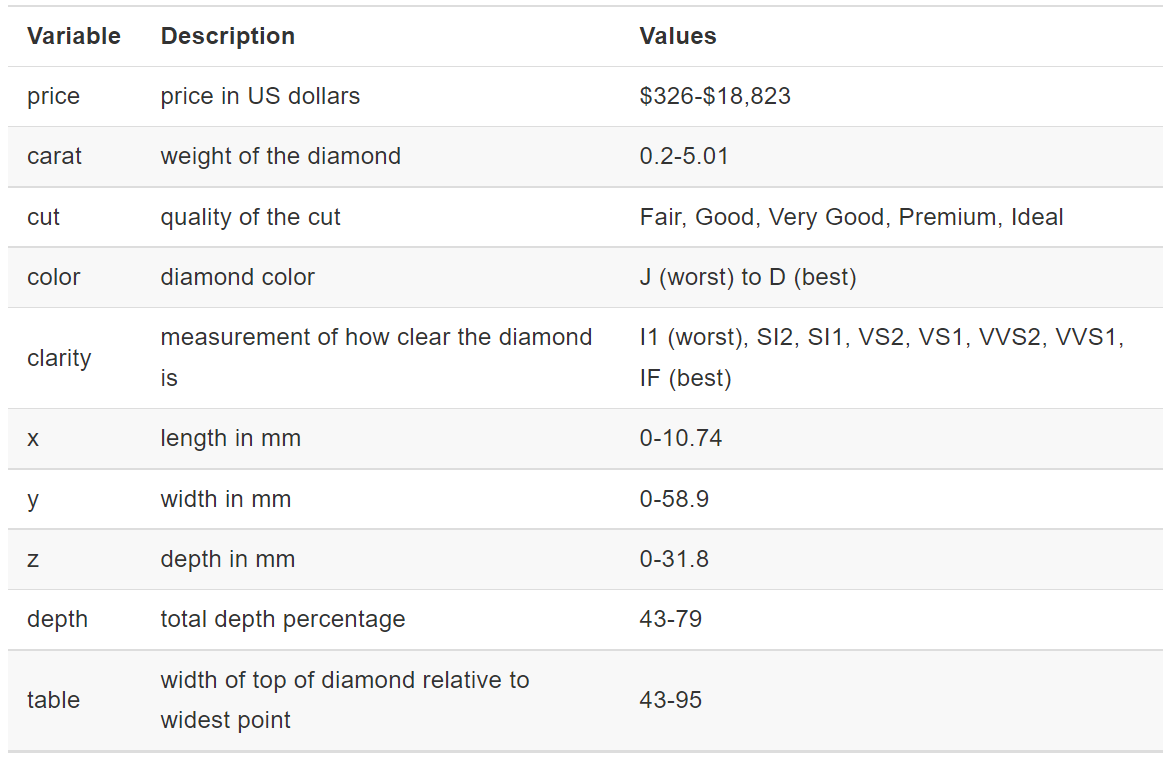 Variable Description Values
price price in US dollars $326-$18,823
carat weight of the diamond 0.2-5.01
cut quality of the cut Fair, Good, Very Good, Premium, Ideal
color diamond color J (worst) to D (best)
clarity measurement of how clear the diamond is I1 (worst), SI2, SI1, VS2, VS1, VVS2, VVS1, IF (best)
x length in mm 0-10.74
y width in mm 0-58.9
z depth in mm 0-31.8
depth total depth percentage 43-79
table width of top of diamond relative to widest point 43-95